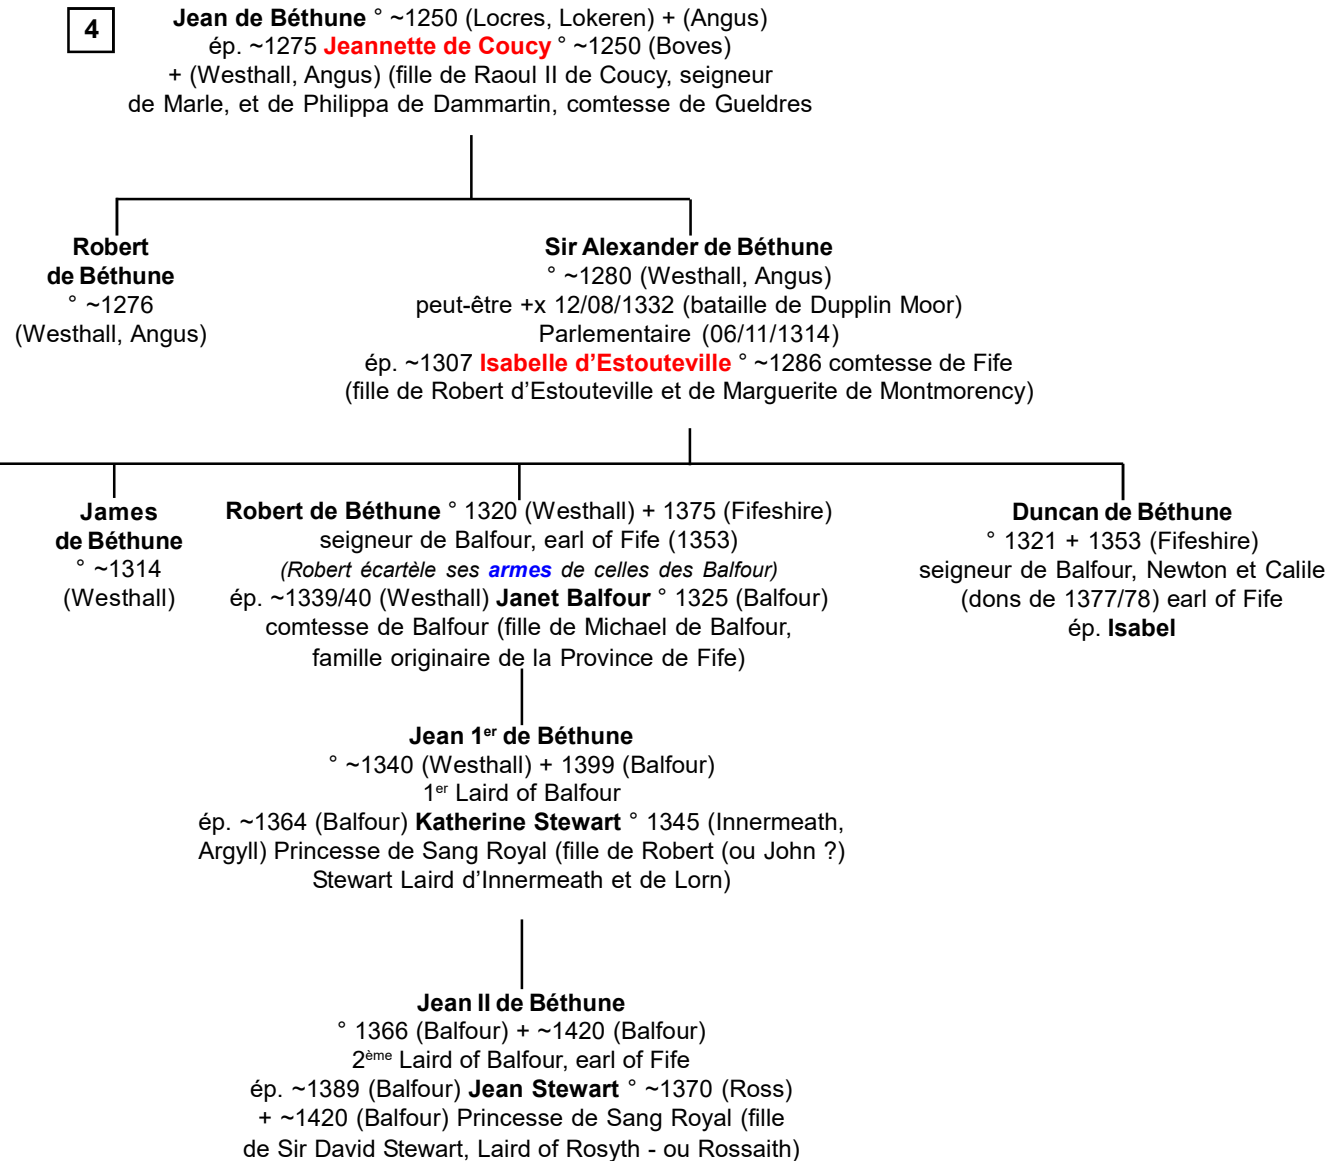 4
Jean de Béthune ° ~1250 (Locres, Lokeren) + (Angus)
ép. ~1275 Jeannette de Coucy ° ~1250 (Boves)
+ (Westhall, Angus) (fille de Raoul II de Coucy, seigneur
de Marle, et de Philippa de Dammartin, comtesse de Gueldres
Robert
de Béthune
° ~1276
(Westhall, Angus)
Sir Alexander de Béthune
° ~1280 (Westhall, Angus)
peut-être +x 12/08/1332 (bataille de Dupplin Moor)
Parlementaire (06/11/1314)
ép. ~1307 Isabelle d’Estouteville ° ~1286 comtesse de Fife
(fille de Robert d’Estouteville et de Marguerite de Montmorency)
James
de Béthune
° ~1314
(Westhall)
Robert de Béthune ° 1320 (Westhall) + 1375 (Fifeshire)
seigneur de Balfour, earl of Fife (1353)
(Robert écartèle ses armes de celles des Balfour)
ép. ~1339/40 (Westhall) Janet Balfour ° 1325 (Balfour)
comtesse de Balfour (fille de Michael de Balfour,
famille originaire de la Province de Fife)
Duncan de Béthune
° 1321 + 1353 (Fifeshire)
seigneur de Balfour, Newton et Calile
(dons de 1377/78) earl of Fife
ép. Isabel
Jean 1er de Béthune
° ~1340 (Westhall) + 1399 (Balfour)
1er Laird of Balfour
ép. ~1364 (Balfour) Katherine Stewart ° 1345 (Innermeath,
Argyll) Princesse de Sang Royal (fille de Robert (ou John ?)
Stewart Laird d’Innermeath et de Lorn)
Jean II de Béthune
° 1366 (Balfour) + ~1420 (Balfour)
2ème Laird of Balfour, earl of Fife
ép. ~1389 (Balfour) Jean Stewart ° ~1370 (Ross)
+ ~1420 (Balfour) Princesse de Sang Royal (fille
de Sir David Stewart, Laird of Rosyth - ou Rossaith)